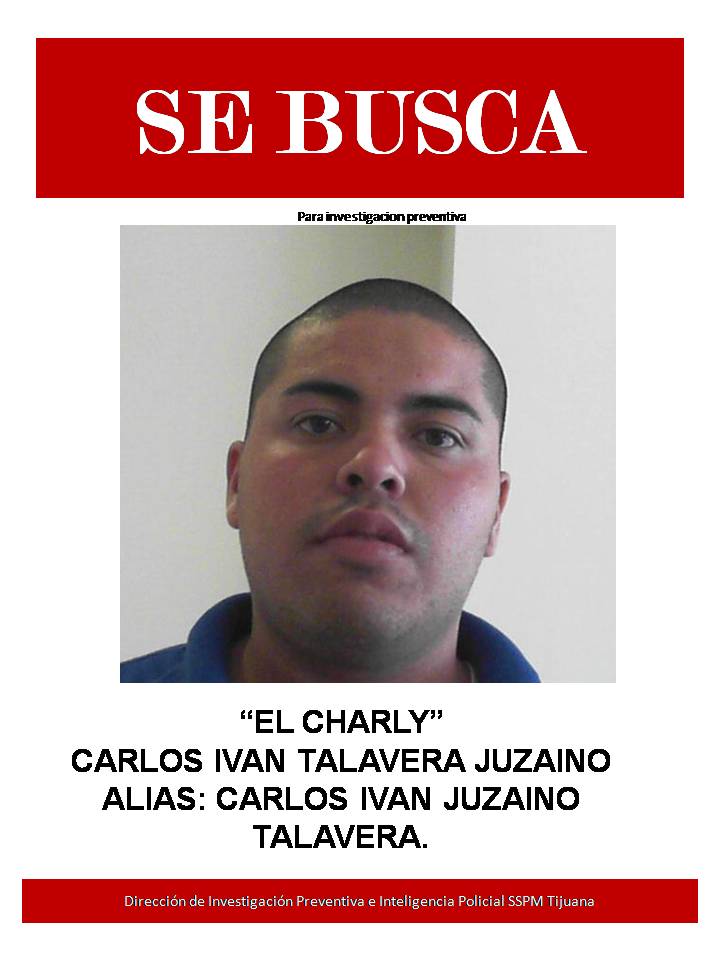 SE BUSCA
Para investigacion preventiva
“EL CHARLY”
CARLOS IVAN TALAVERA JUZAINO
ALIAS: CARLOS IVAN JUZAINO
TALAVERA.
Dirección de Investigación Preventiva e Inteligencia Policial SSPM Tijuana